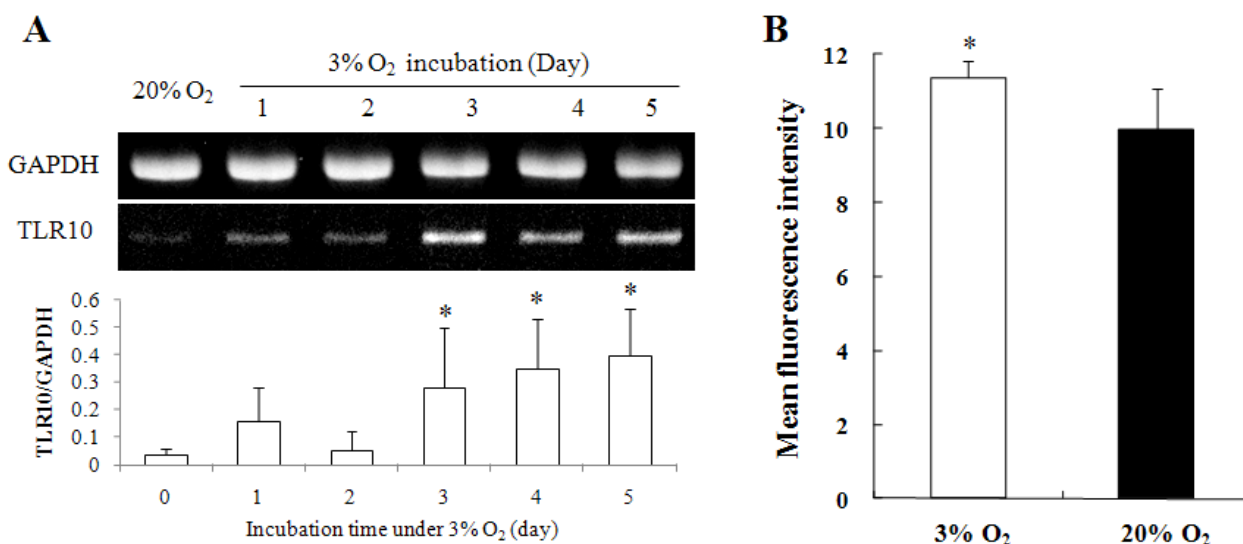 A
3% O₂ incubation (Day)
20% O₂
1 2 3 4 5
GAPDH
TLR10
TLR10/GAPDH
0.6
0.5
0.4
0.3
0.2
0.1
0
* * *
0 1 2 3 4 5
Incubation time under 3% O₂ (day)
B
Mean fluorescence intensity
12
10
8
6
4
2
0
*
3% O₂ 20% O₂